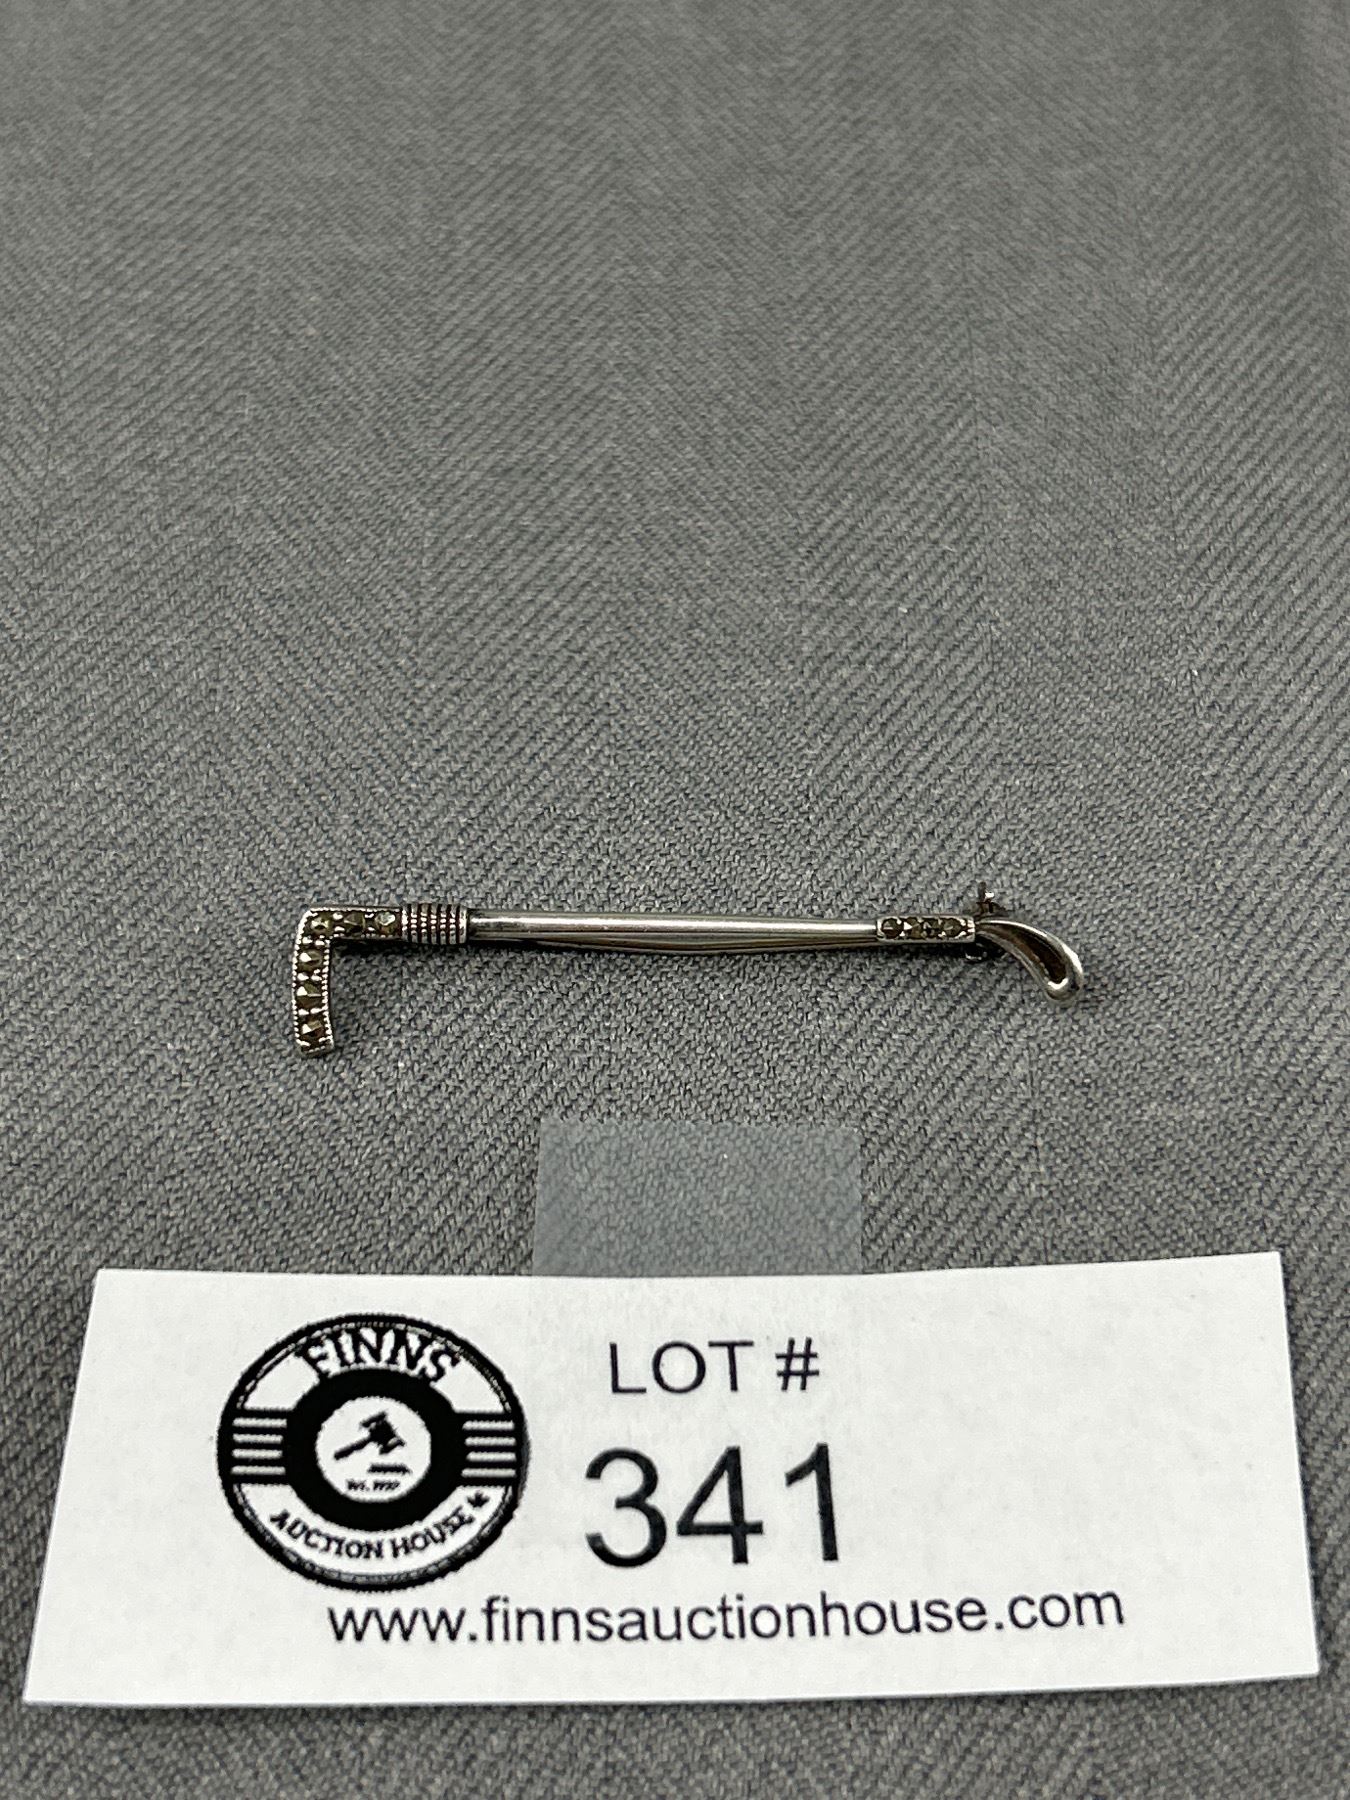 FINNS
AUCTION HOUSE
LOT #
341
www.finnsauctionhouse.com